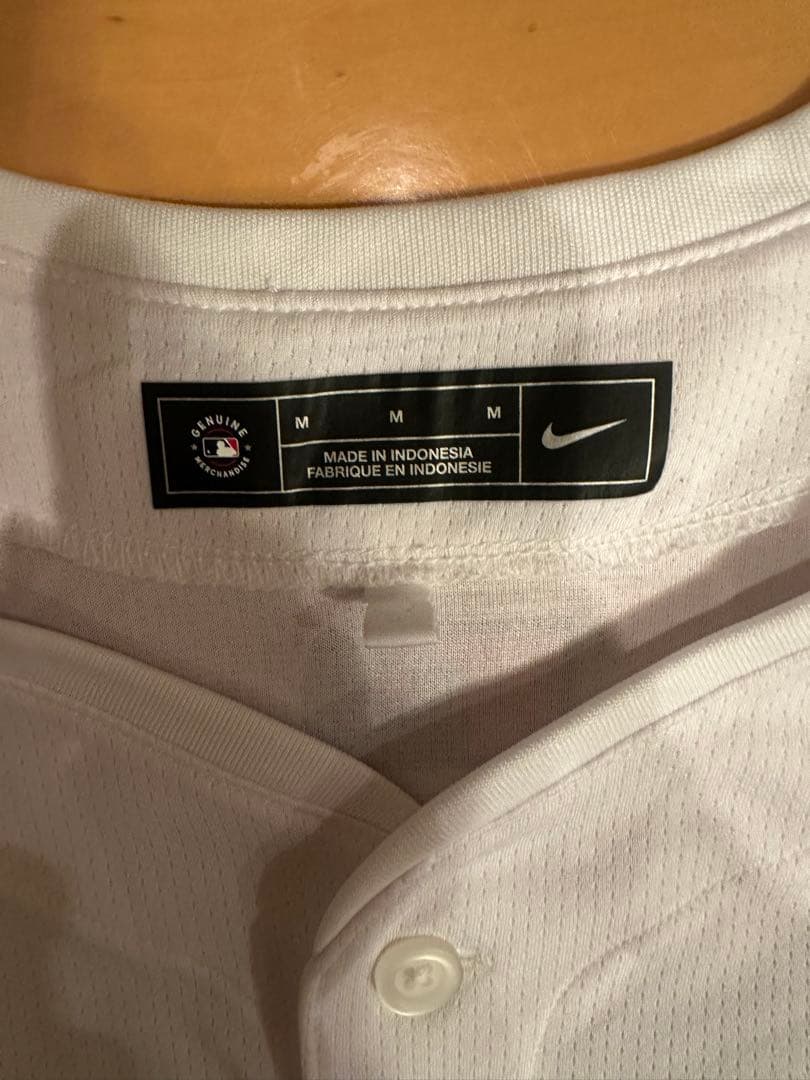 GENUINE
MERCHANDISE
M M M
MADE IN INDONESIA
FABRIQUE EN INDONESIE